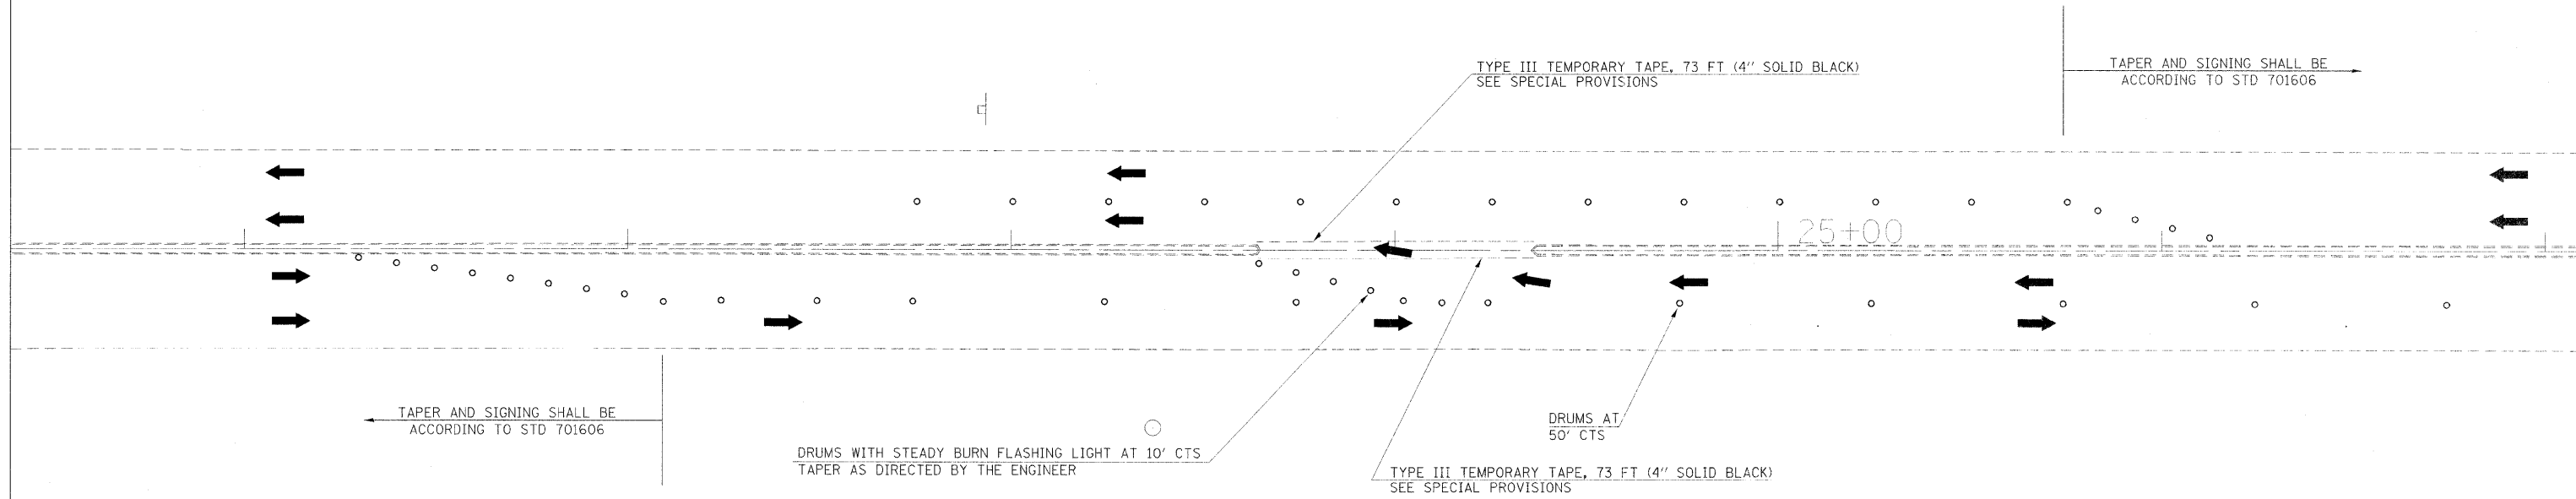 TYPE III TEMPORARY TAPE, 73 FT (4'' SOLID BLACK)
SEE SPECIAL PROVISIONS
TAPER AND SIGNING SHALL BE
ACCORDING TO STD 701606
25+00
TAPER AND SIGNING SHALL BE
ACCORDING TO STD 701606
DRUMS WITH STEADY BURN FLASHING LIGHT AT 10' CTS
TAPER AS DIRECTED BY THE ENGINEER
DRUMS AT
50' CTS
TYPE III TEMPORARY TAPE, 73 FT (4'' SOLID BLACK)
SEE SPECIAL PROVISIONS